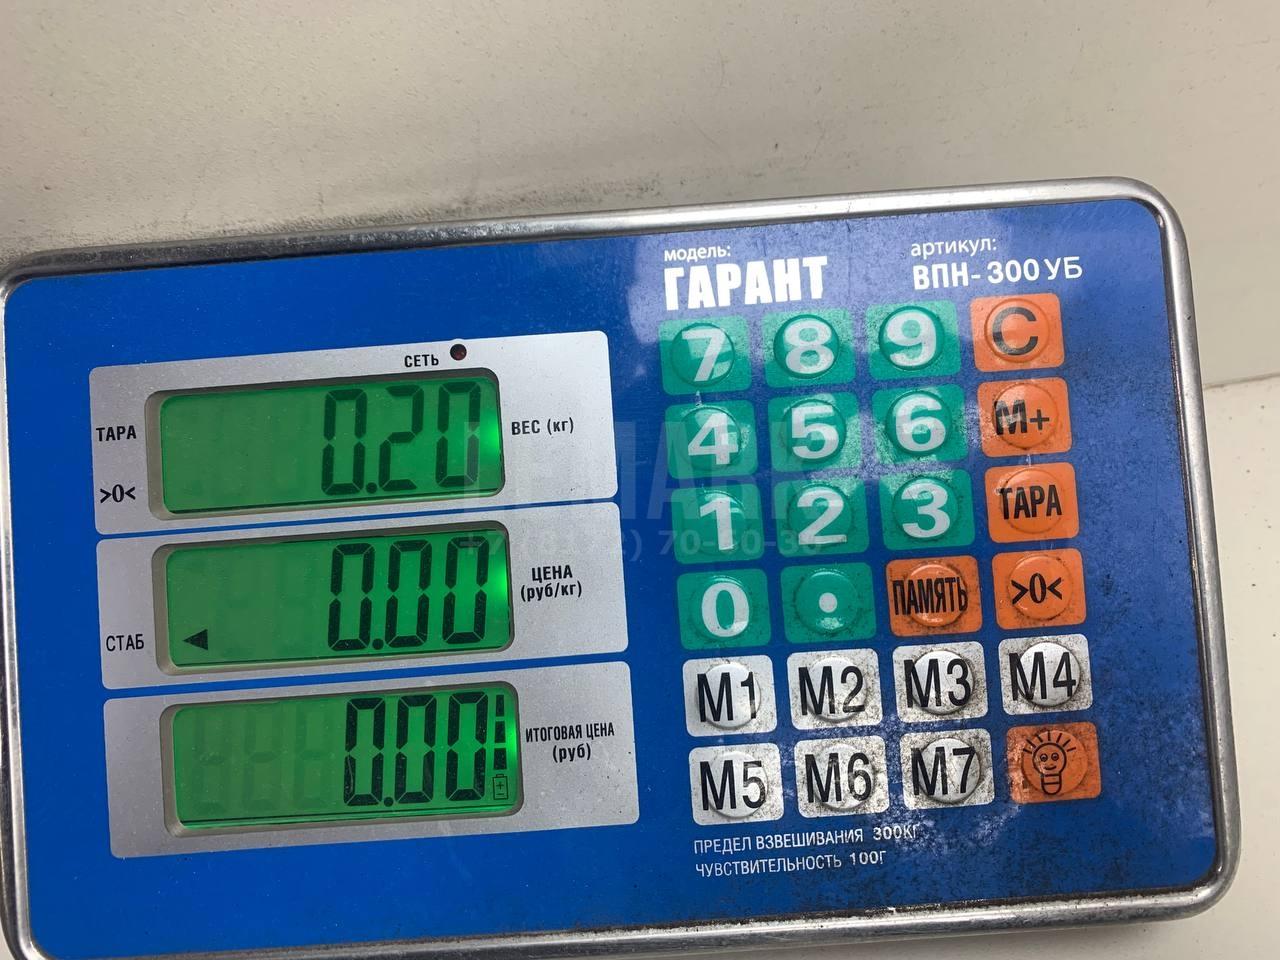 модель:
ГАРАНТ
артикул:
ВПН-300УБ
СЕТЬ
ТАРА
>0<
0.20
ВЕС (кг)
СТАБ
0.00
ЦЕНА
(руб/кг)
0.00
ИТОГОВАЯ ЦЕНА
(руб)
7 8 9 C
4 5 6 M+
1 2 3 ТАРА
0 . ПАМЯТЬ >0<
M1 M2 M3 M4
M5 M6 M7
ПРЕДЕЛ ВЗВЕШИВАНИЯ 300КГ
ЧУВСТВИТЕЛЬНОСТЬ 100Г